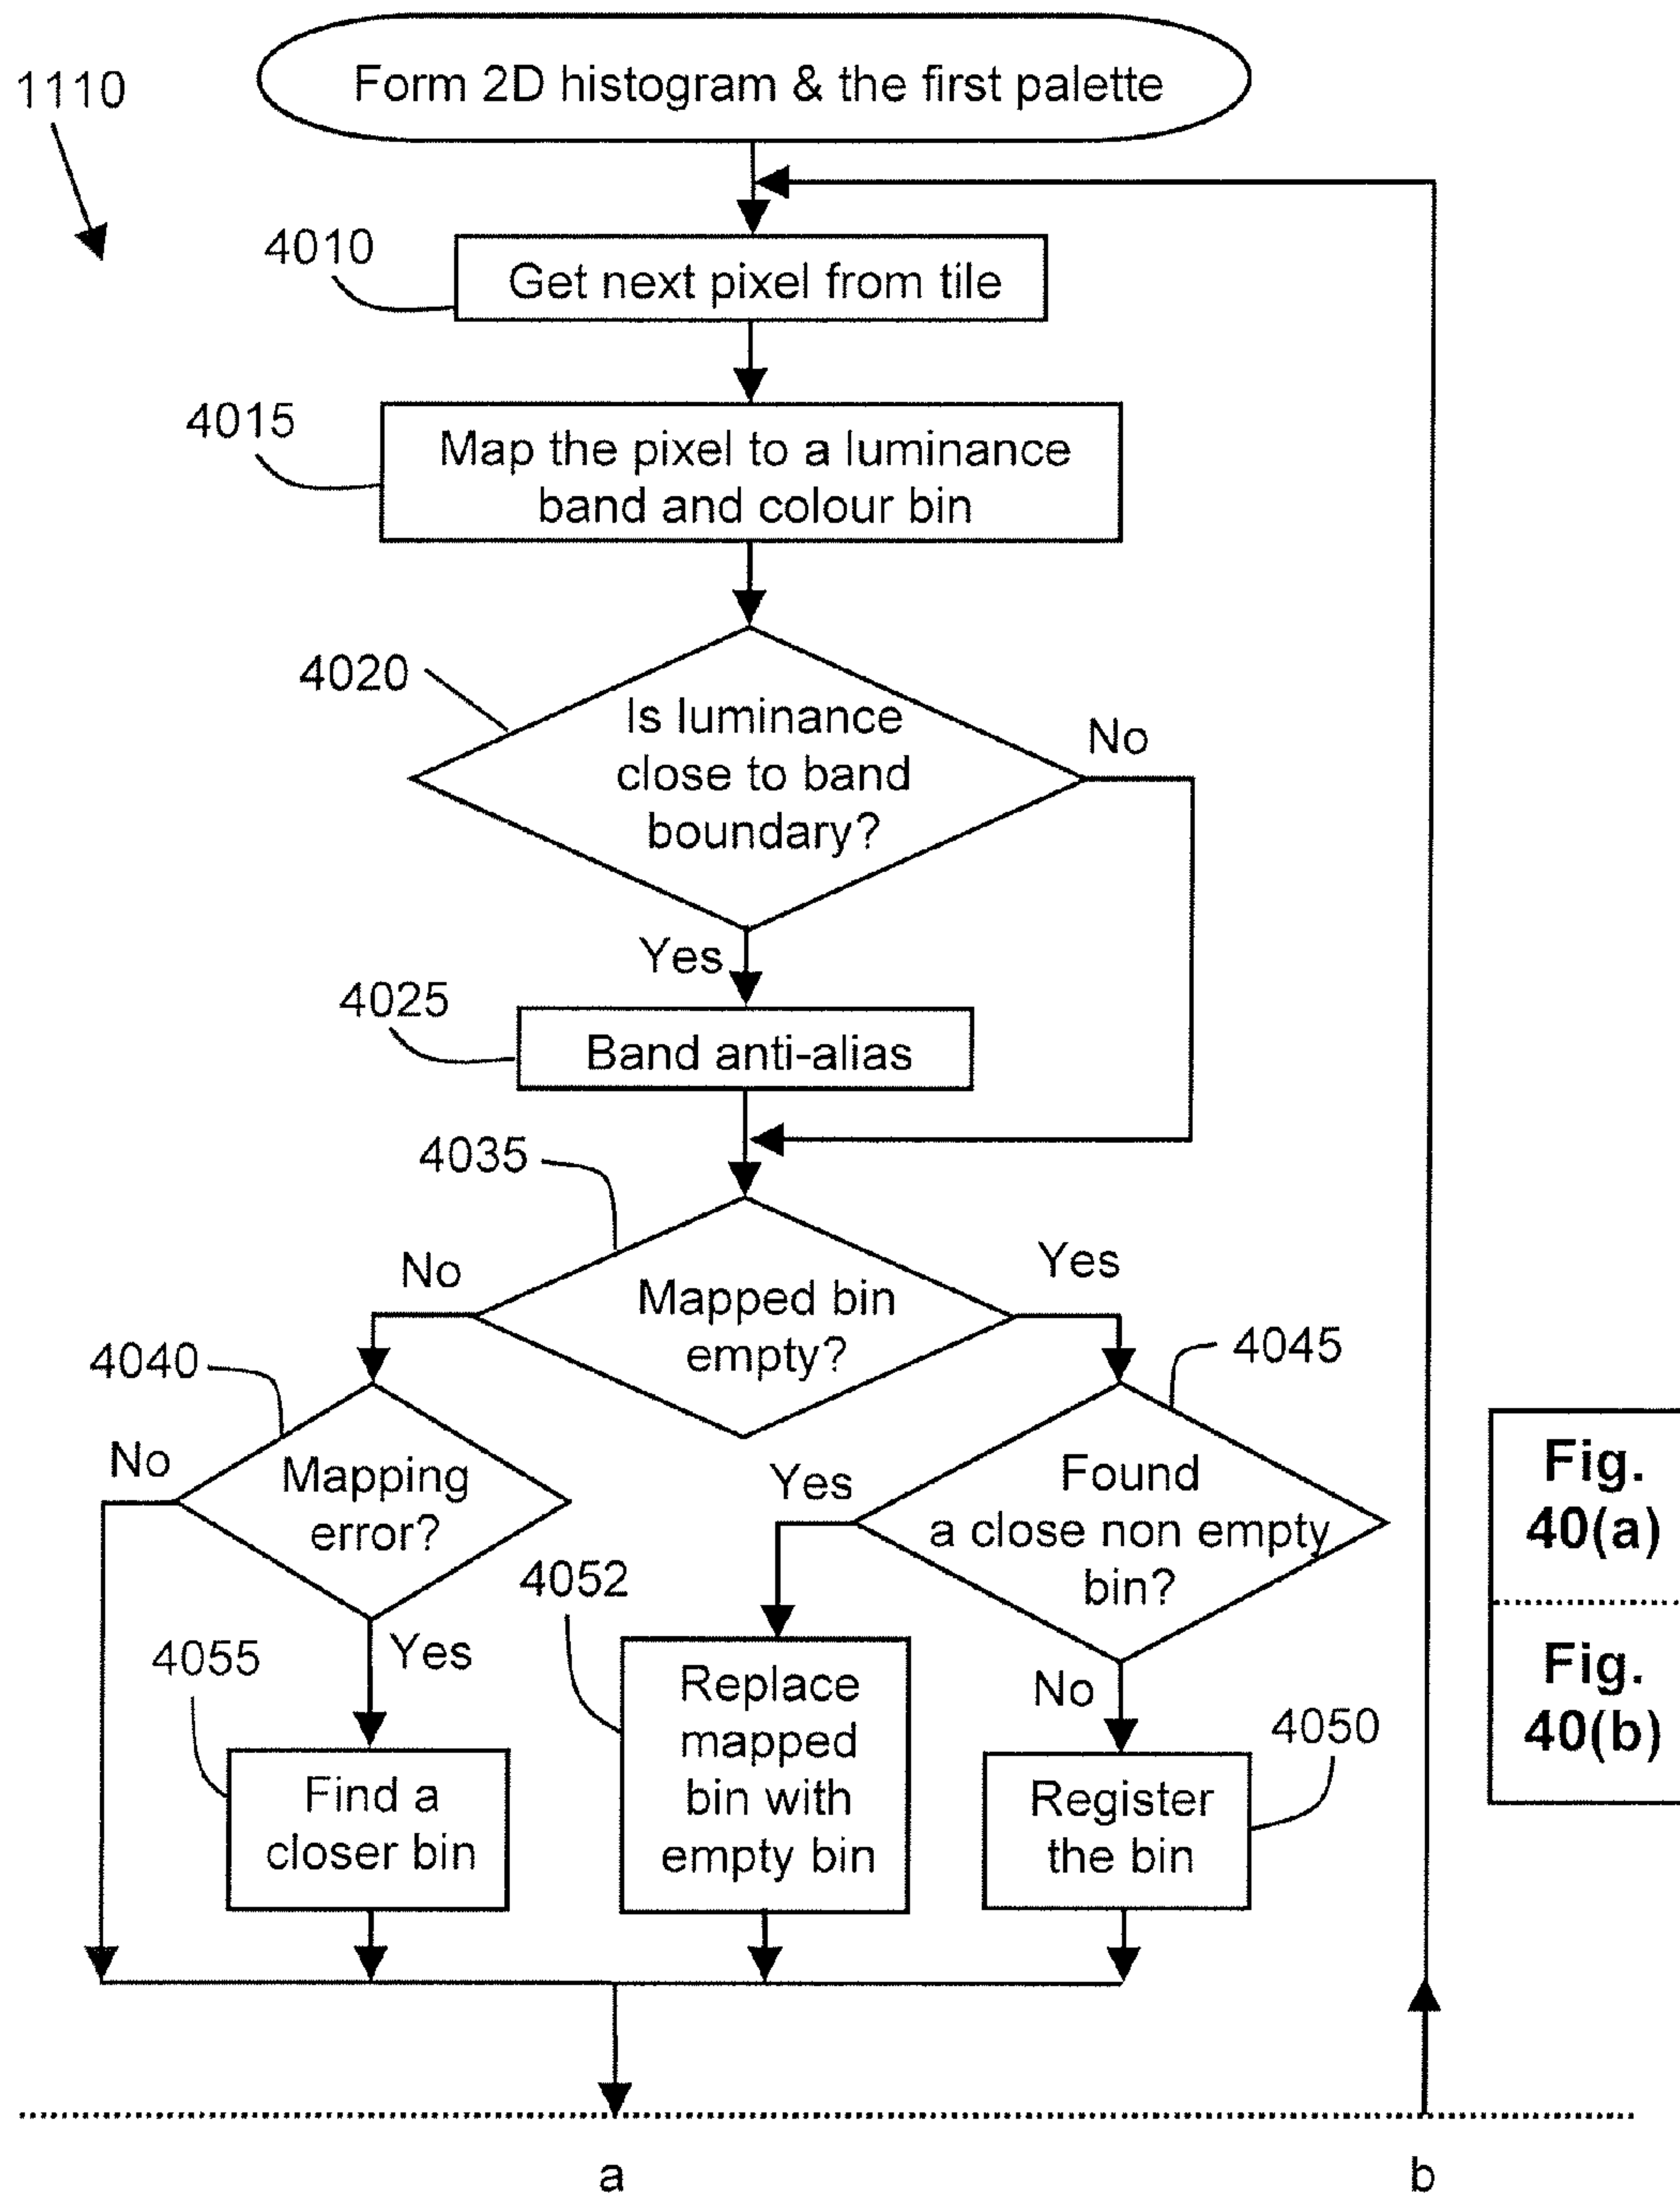 Form 2D histogram & the first palette
1110
4010
Get next pixel from tile
4015
Map the pixel to a luminance
band and colour bin
4020
Is luminance
close to band
boundary?
No
Yes
4025
Band anti-alias
4035
No
Mapped bin
empty?
Yes
4040
4045
No
Mapping
error?
Yes
Found
a close non empty
bin?
Fig.
40(a)
4052
4055
Yes
Replace
mapped
bin with
empty bin
No
4050
Fig.
40(b)
Find a
closer bin
Register
the bin
a
b